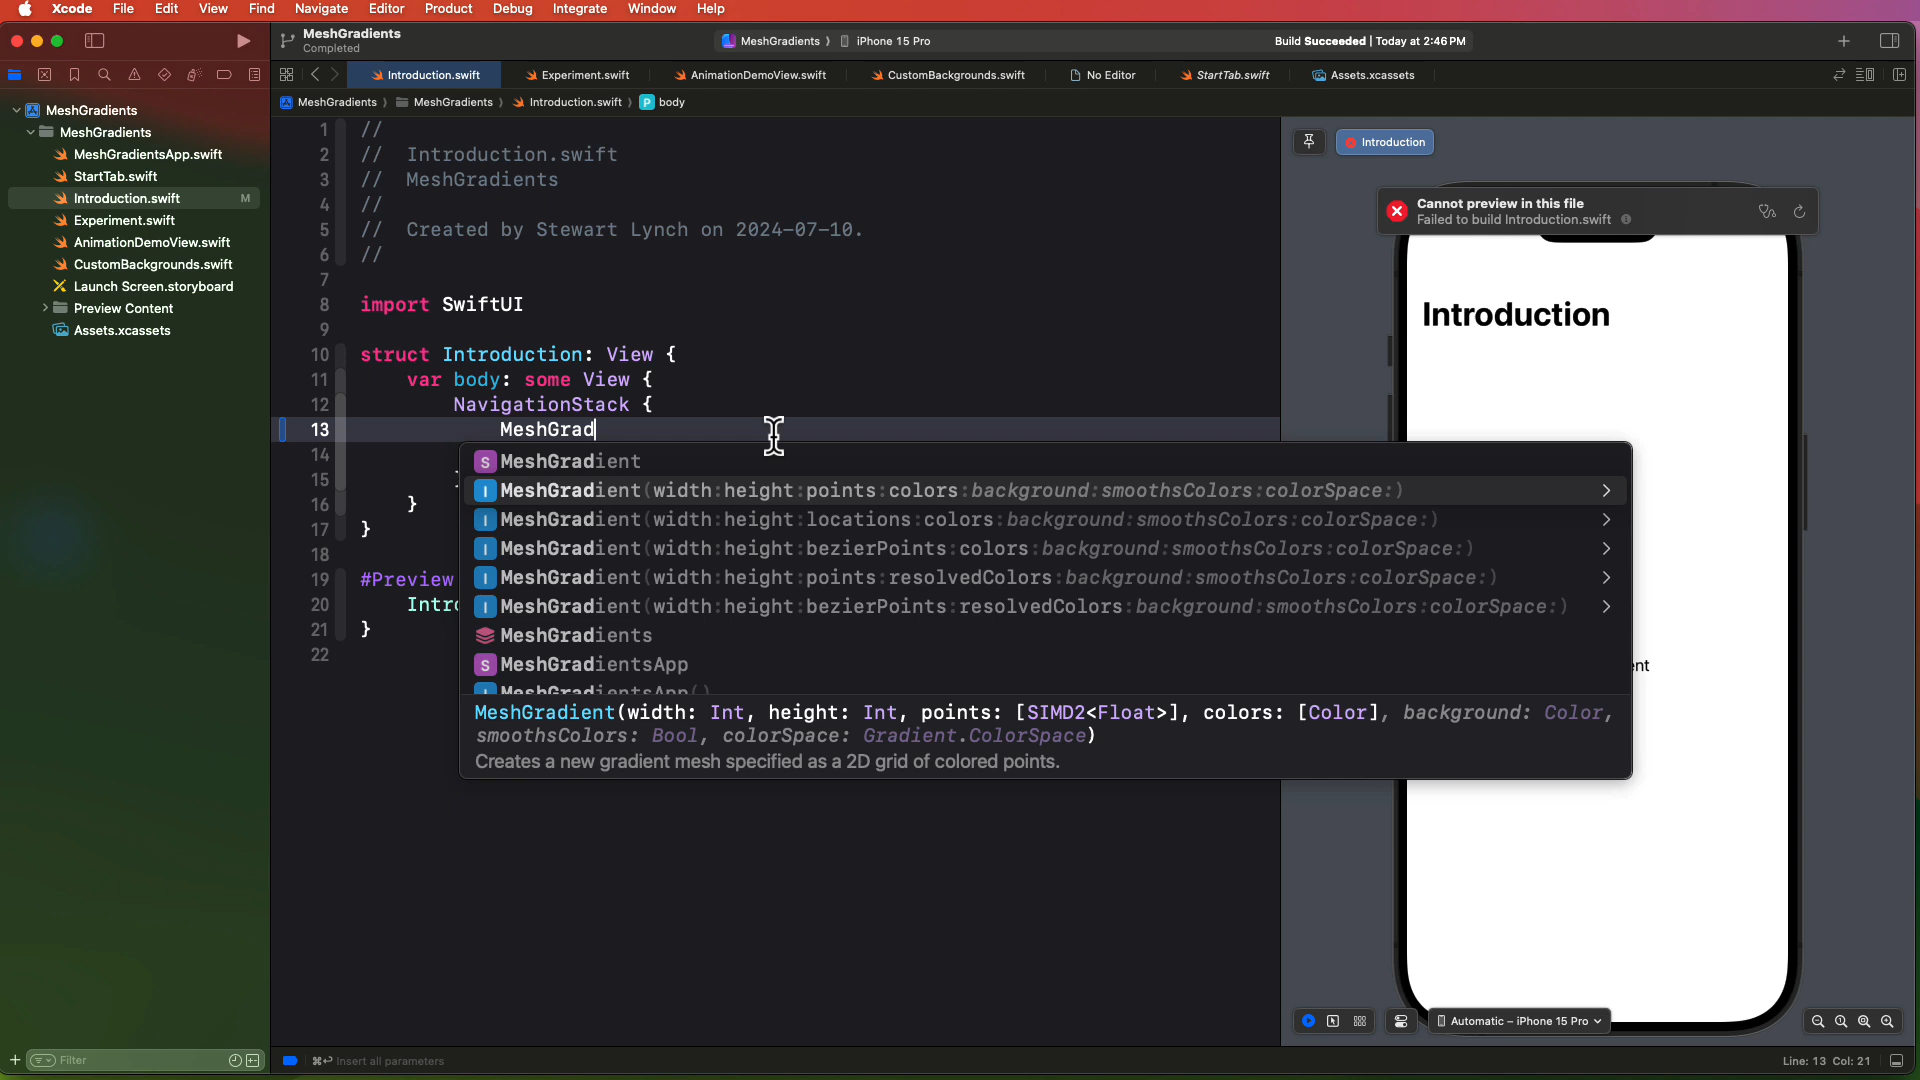 Xcode File Edit View Find Navigate Editor Product Debug Integrate Window Help
MeshGradients
Completed
MeshGradients
iPhone 15 Pro
Build Succeeded | Today at 2:46 PM
Introduction.swift
Experiment.swift
AnimationDemoView.swift
CustomBackgrounds.swift
No Editor
StartTab.swift
Assets.xcassets
MeshGradients
MeshGradients
Introduction.swift
P body
MeshGradients
MeshGradients
MeshGradientsApp.swift
StartTab.swift
Introduction.swift M
Experiment.swift
AnimationDemoView.swift
CustomBackgrounds.swift
Launch Screen.storyboard
Preview Content
Assets.xcassets
1 //
2 // Introduction.swift
3 // MeshGradients
4 //
5 // Created by Stewart Lynch on 2024-07-10.
6 //
7
8 import SwiftUI
9
10 struct Introduction: View {
11 var body: some View {
12 NavigationStack {
13 MeshGrad
14
15
16 }
17 }
18
19 #Preview
20 Intr
21 }
22
S MeshGradient
I MeshGradient(width:height:points:colors:background:smoothsColors:colorSpace:)
I MeshGradient(width:height:locations:colors:background:smoothsColors:colorSpace:)
I MeshGradient(width:height:bezierPoints:colors:background:smoothsColors:colorSpace:)
I MeshGradient(width:height:points:resolvedColors:background:smoothsColors:colorSpace:)
I MeshGradient(width:height:bezierPoints:resolvedColors:background:smoothsColors:colorSpace:)
MeshGradients
S MeshGradientsApp
MeshGradientsApp()
MeshGradient(width: Int, height: Int, points: [SIMD2<Float>], colors: [Color], background: Color,
smoothsColors: Bool, colorSpace: Gradient.ColorSpace)
Creates a new gradient mesh specified as a 2D grid of colored points.
Introduction
Cannot preview in this file
Failed to build Introduction.swift
Introduction
ent
Automatic – iPhone 15 Pro
Filter
⌘↩ Insert all parameters
Line: 13 Col: 21